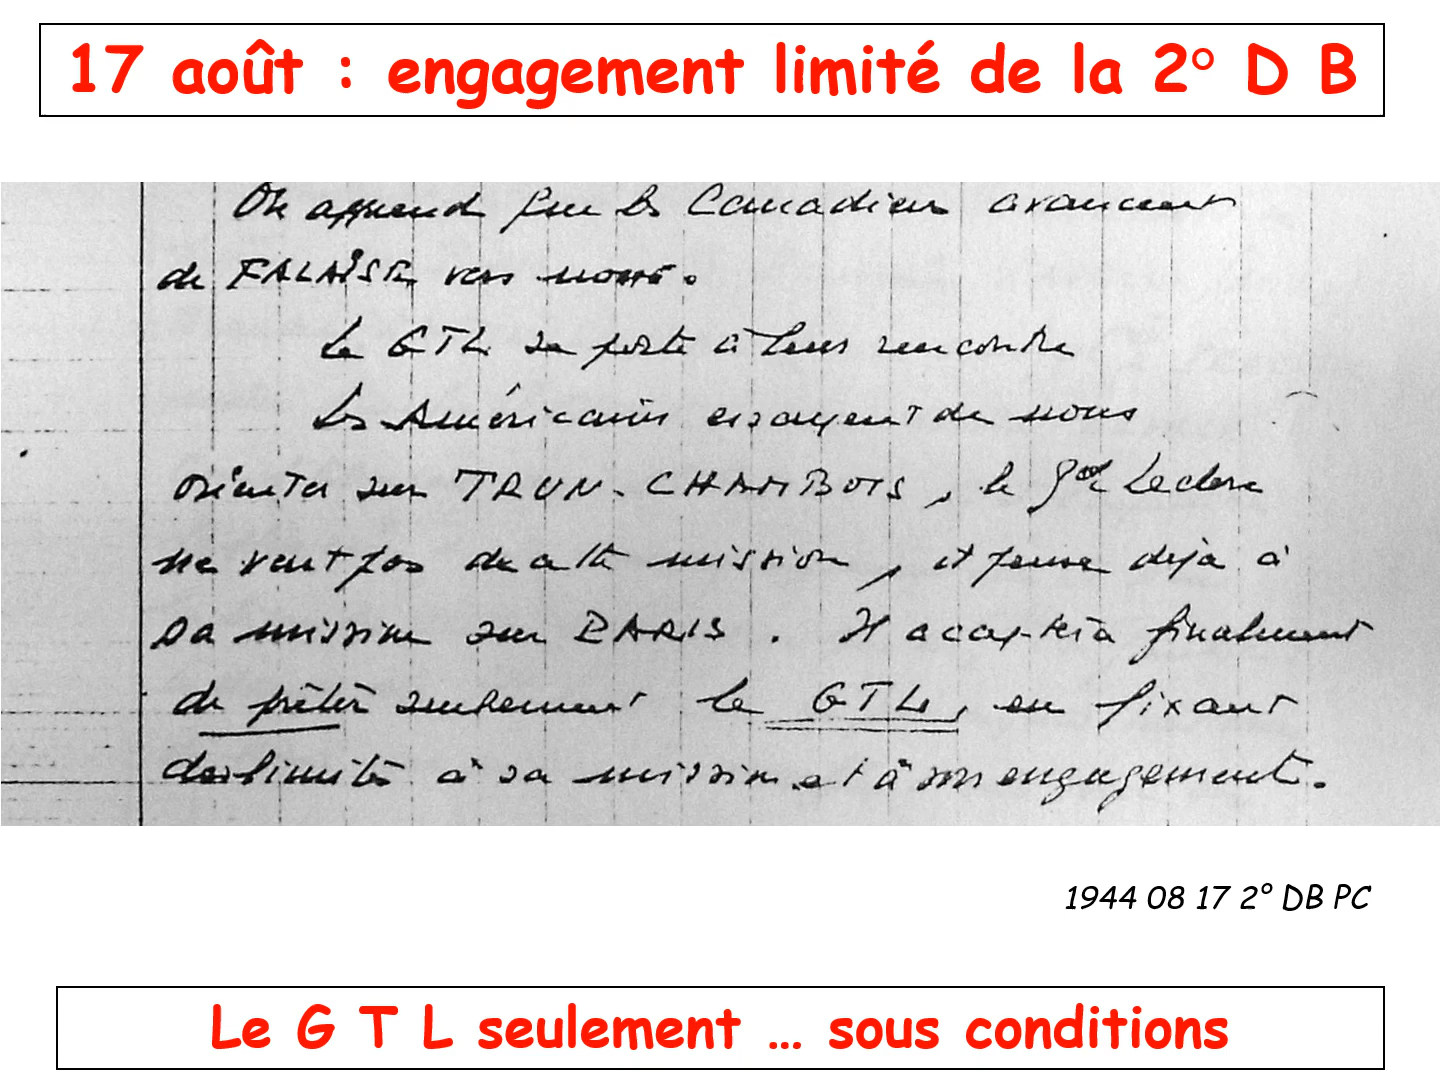 17 août : engagement limité de la 2° D B
On apprend que les Canadiens avancent
de FALAISE vers nous.
Le GTL se porte à leur rencontre
Les Américains essayent de nous
orienter sur TRUN-CHAMBOIS, le Gal Leclerc
ne veut pas de cette mission, et pense déjà à
sa mission sur PARIS. Il accepta finalement
de prêter seulement le GTL, en fixant
des limites à sa mission et à son engagement.
1944 08 17 2° DB PC
Le G T L seulement … sous conditions